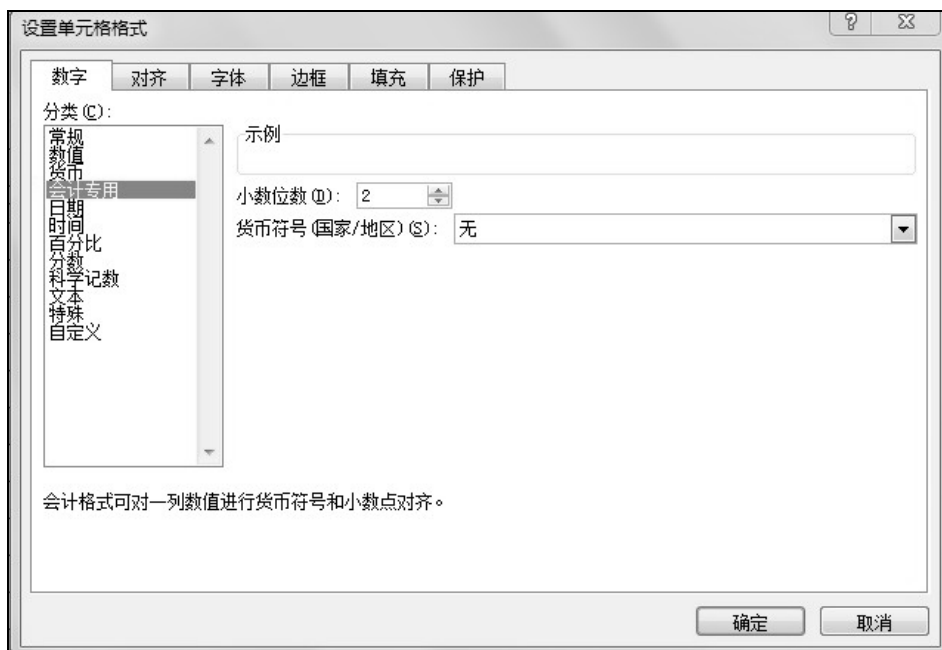 设置单元格格式
数字 对齐 字体 边框 填充 保护
分类(C):
常规
数值
货币
会计专用
日期
时间
百分比
分数
科学记数
文本
特殊
自定义
示例
小数位数(D): 2
货币符号(国家/地区)(S): 无
会计格式可对一列数值进行货币符号和小数点对齐。
确定 取消